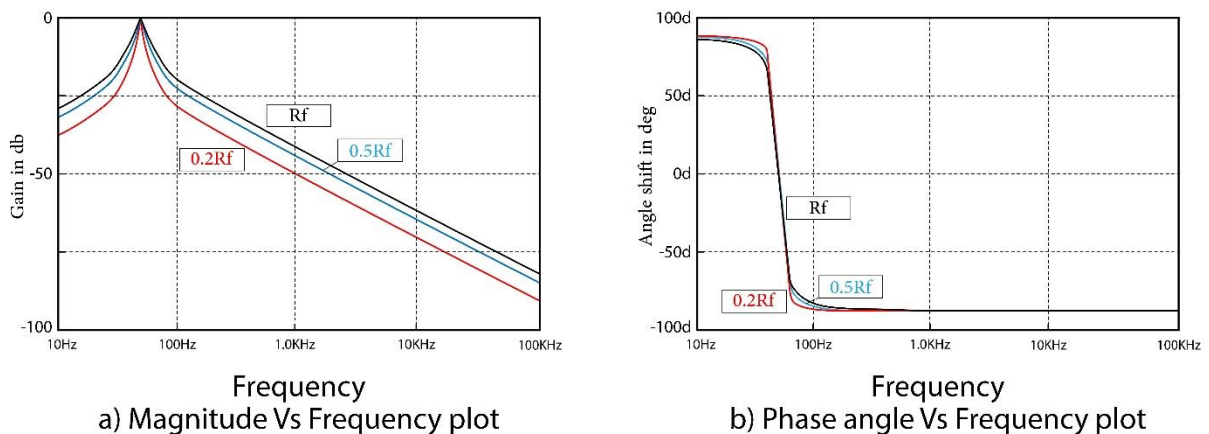 0
-50
-100
Gain in db
Rf
0.5Rf
0.2Rf
10Hz
100Hz
1.0KHz
10KHz
100KHz
Frequency
a) Magnitude Vs Frequency plot
100d
50d
0d
-50d
-100d
Angle shift in deg
Rf
0.5Rf
0.2Rf
10Hz
100Hz
1.0KHz
10KHz
100KHz
Frequency
b) Phase angle Vs Frequency plot